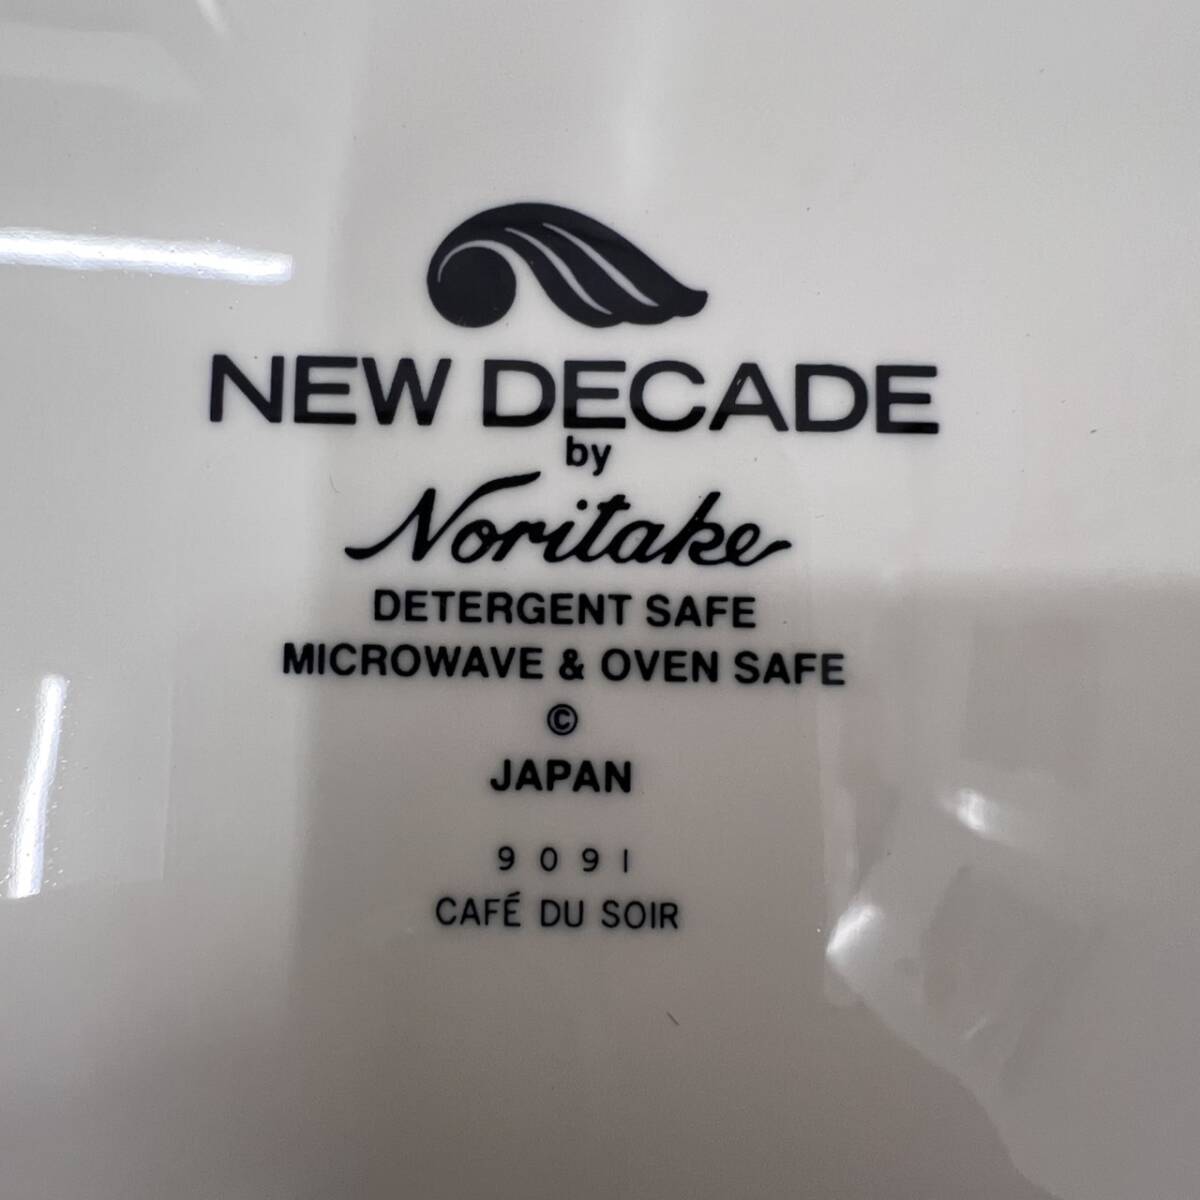 NEW DECADE
by
Noritake
DETERGENT SAFE
MICROWAVE & OVEN SAFE
©
JAPAN
9091
CAFÉ DU SOIR